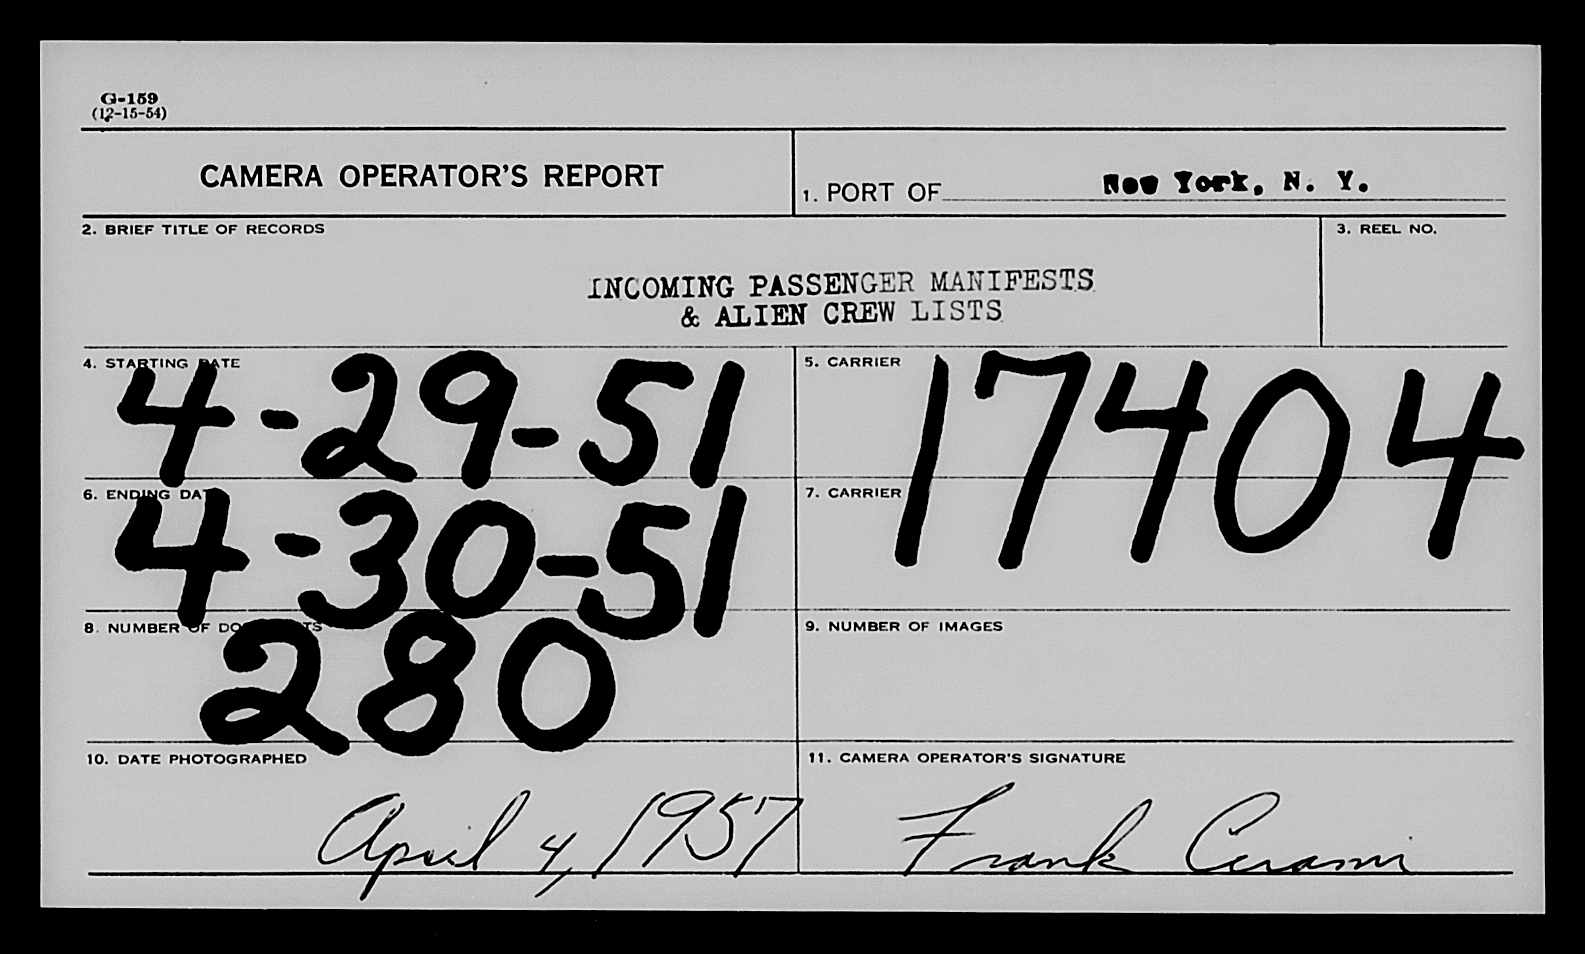 G-159
(12-15-54)
CAMERA OPERATOR'S REPORT
1. PORT OF New York, N. Y.
2. BRIEF TITLE OF RECORDS
3. REEL NO.
INCOMING PASSENGER MANIFESTS
& ALIEN CREW LISTS
4. STARTING DATE
4-29-51
5. CARRIER
17404
6. ENDING DATE
4-30-51
7. CARRIER
8. NUMBER OF DOCUMENTS
280
9. NUMBER OF IMAGES
10. DATE PHOTOGRAPHED
April 4, 1957
11. CAMERA OPERATOR'S SIGNATURE
Frank Cerami